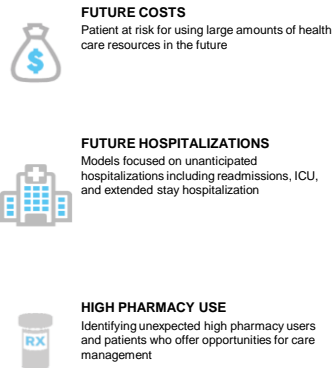 FUTURE COSTS
Patient at risk for using large amounts of health
care resources in the future
$
FUTURE HOSPITALIZATIONS
Models focused on unanticipated
hospitalizations including readmissions, ICU,
and extended stay hospitalization
HIGH PHARMACY USE
Identifying unexpected high pharmacy users
and patients who offer opportunities for care
management
RX